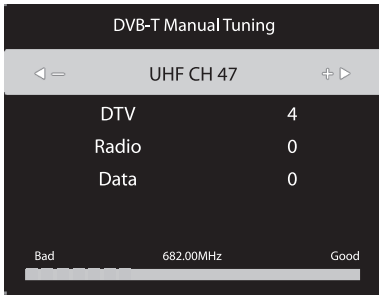 DVB-T Manual Tuning
UHF CH 47
DTV 4
Radio 0
Data 0
Bad 682.00MHz Good